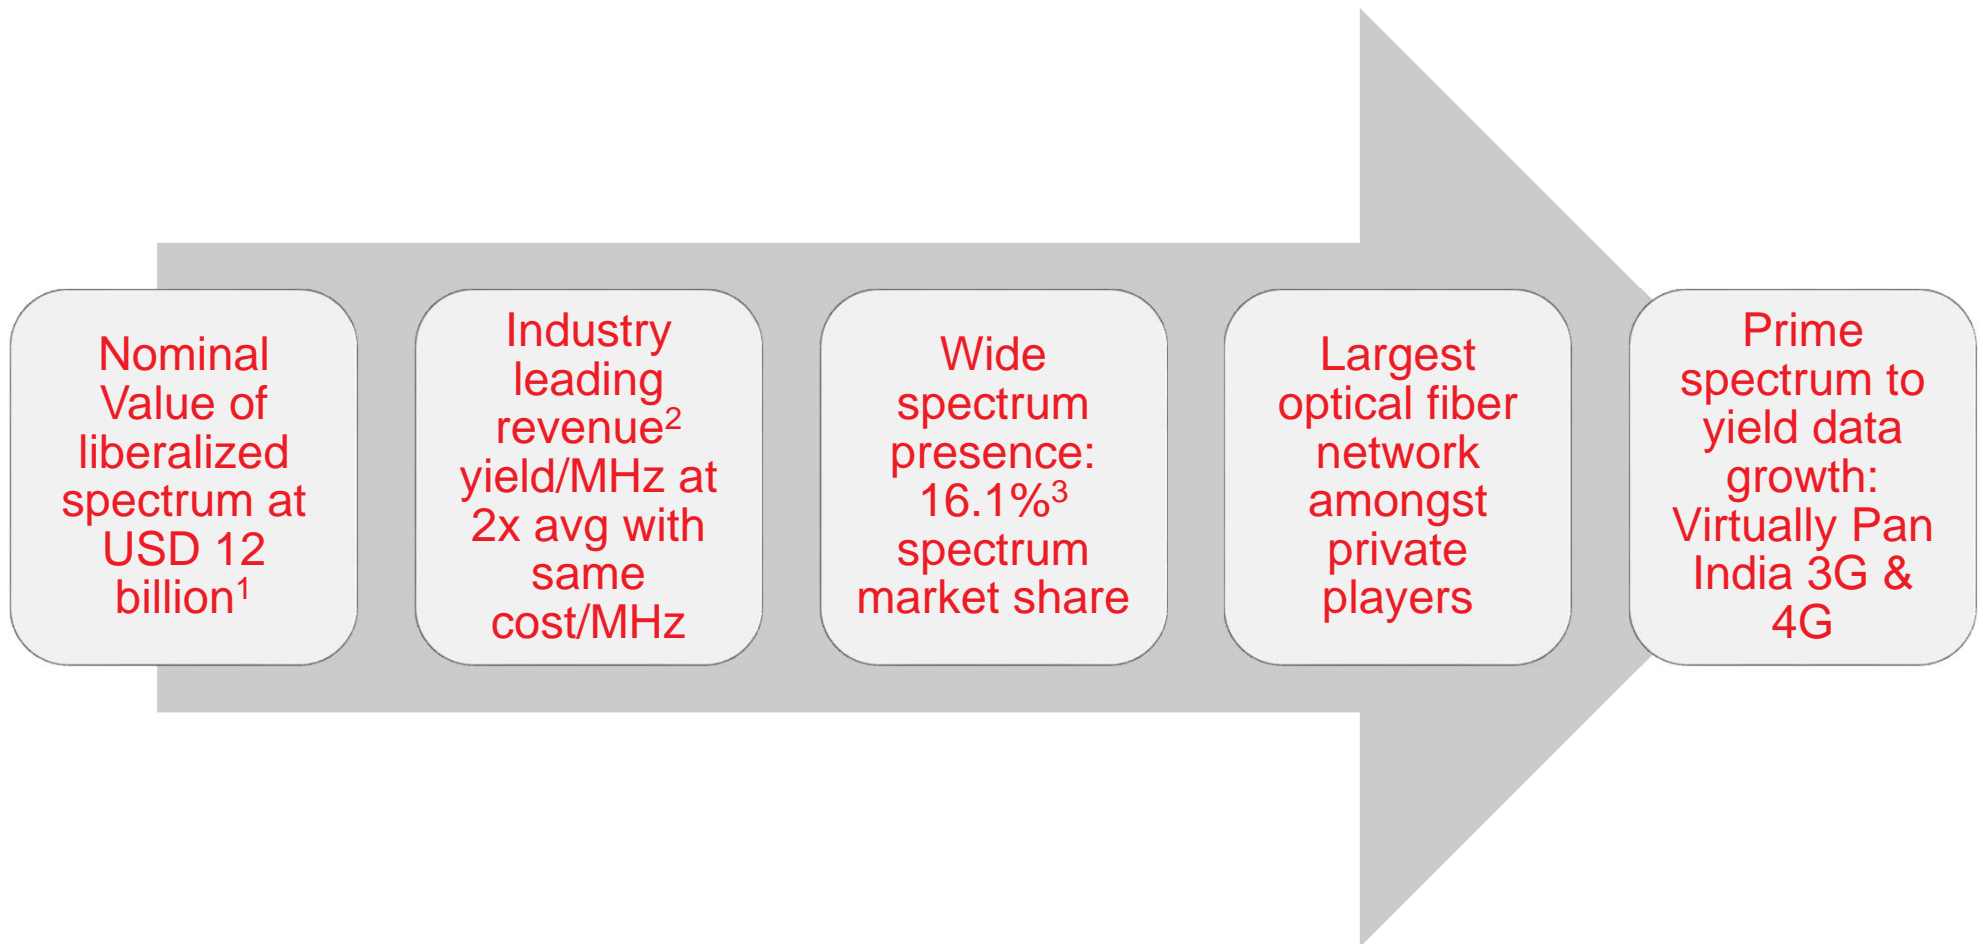 Nominal
Value of
liberalized
spectrum at
USD 12
billion¹
Industry
leading
revenue²
yield/MHz at
2x avg with
same
cost/MHz
Wide
spectrum
presence:
16.1%³
spectrum
market share
Largest
optical fiber
network
amongst
private
players
Prime
spectrum to
yield data
growth:
Virtually Pan
India 3G &
4G